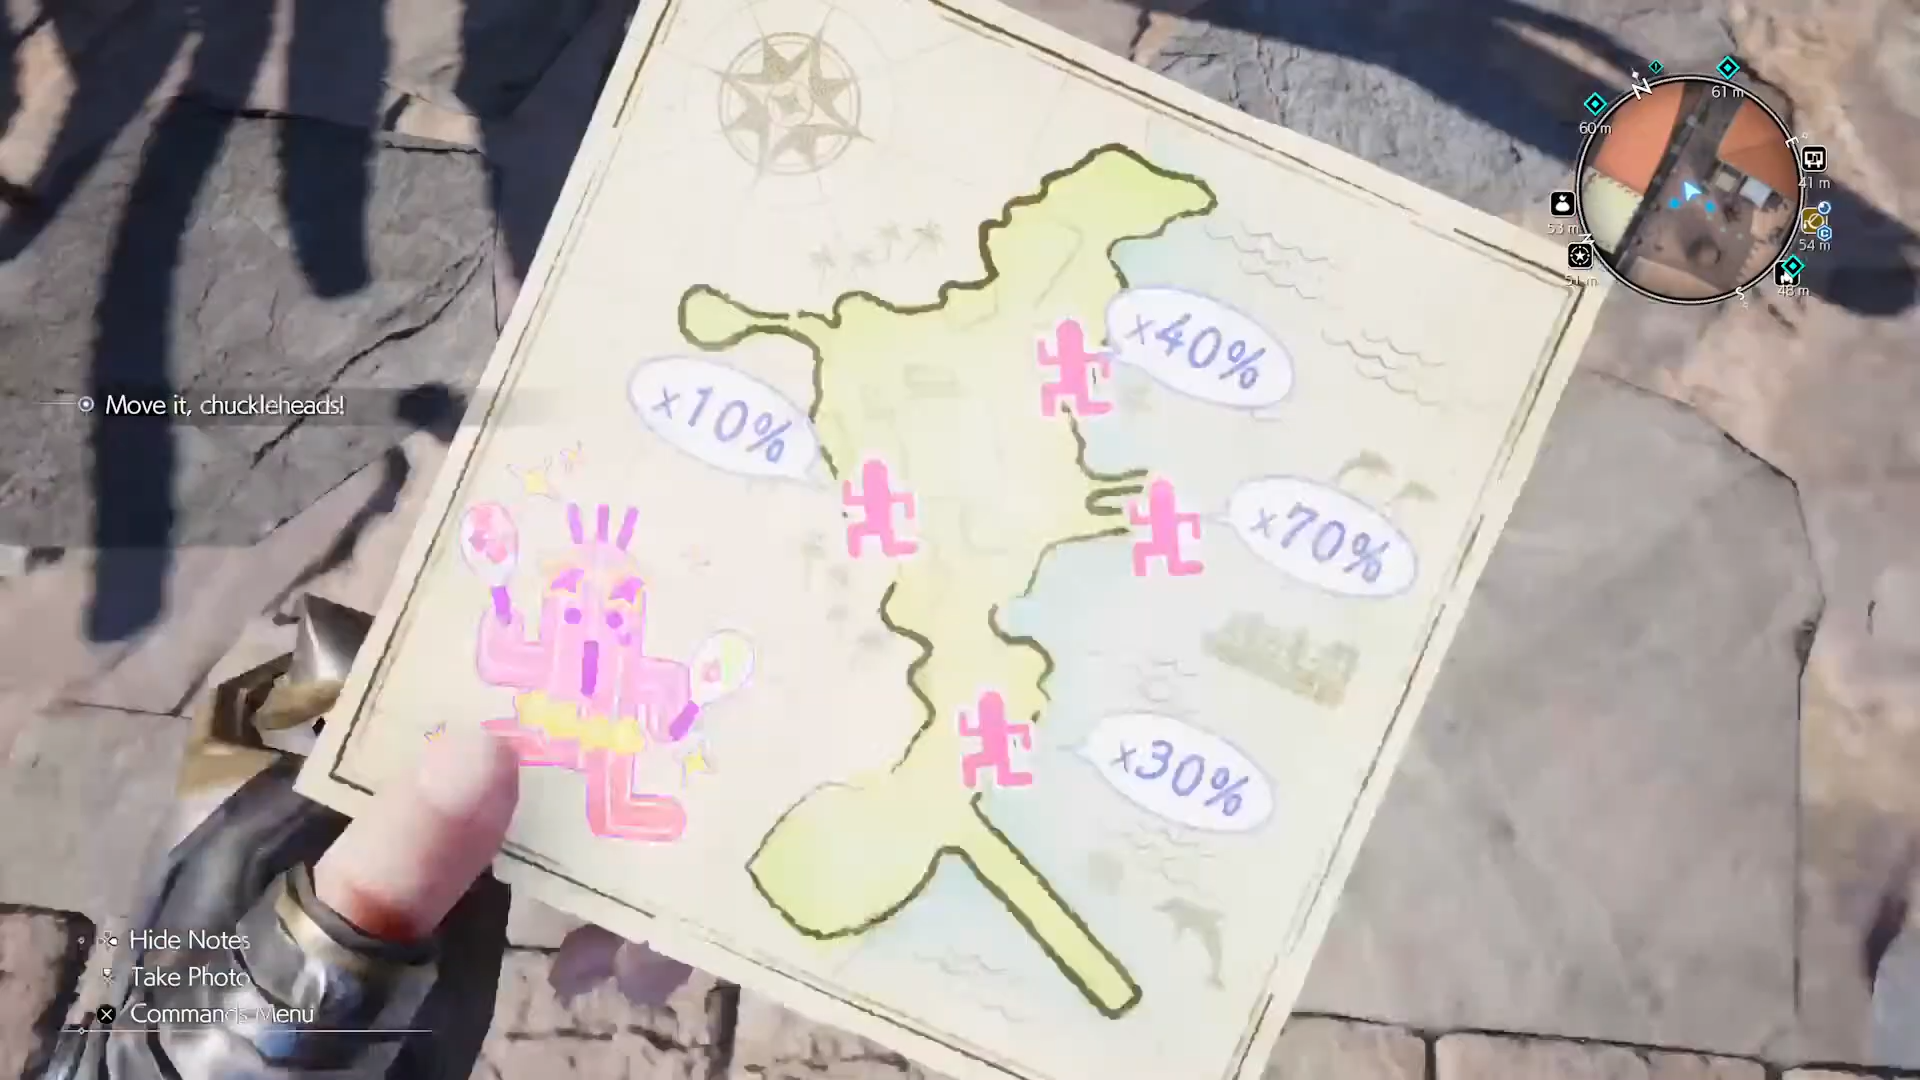 N
61 m
60 m
E
41 m
53 m
54 m
51 m
48 m
S
x40%
x10%
Move it, chuckleheads!
x70%
x30%
Hide Notes
Take Photo
Commands Menu